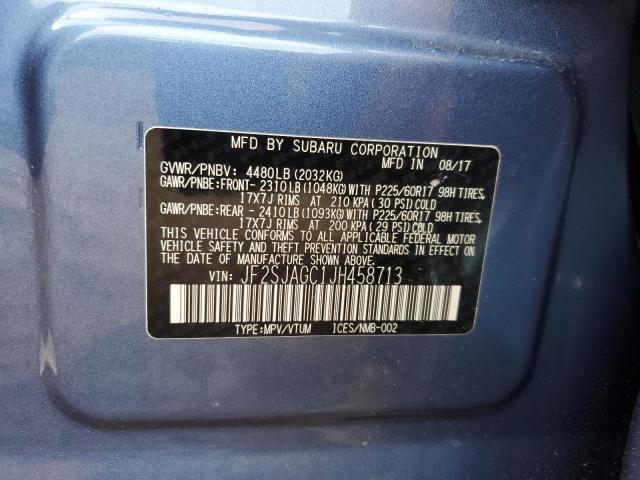 MFD BY SUBARU CORPORATION
MFD IN 08/17
GVWR/PNBV: 4480LB (2032KG)
GAWR/PNBE:FRONT- 2310LB (1048KG) WITH P225/60R17 98H TIRES,
17X7J RIMS AT 210 KPA (30 PSI) COLD
GAWR/PNBE:REAR - 2410LB (1093KG) WITH P225/60R17 98H TIRES,
17X7J RIMS AT 200 KPA (29 PSI) COLD
THIS VEHICLE CONFORMS TO ALL APPLICABLE FEDERAL MOTOR
VEHICLE SAFETY AND THEFT PREVENTION STANDARDS IN EFFECT ON
THE DATE OF MANUFACTURE SHOWN ABOVE.
VIN: JF2SJAGC1JH458713
TYPE:MPV/VTUM ICES/NMB-002